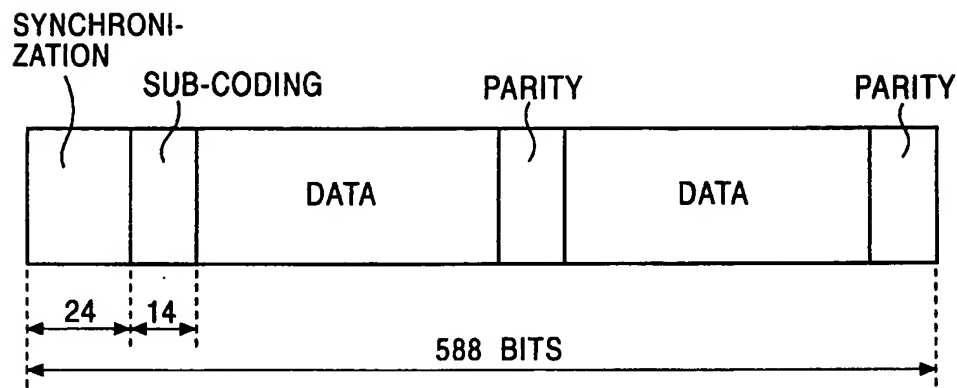 SYNCHRONI-
ZATION
SUB-CODING
PARITY
PARITY
DATA
DATA
24
14
588 BITS